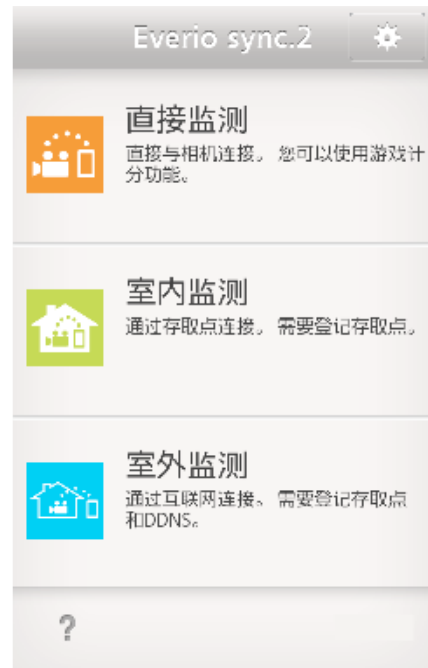 Everio sync.2
直接监测
直接与相机连接。 您可以使用游戏计
分功能。
室内监测
通过存取点连接。 需要登记存取点。
室外监测
通过互联网连接。 需要登记存取点
和DDNS。
?